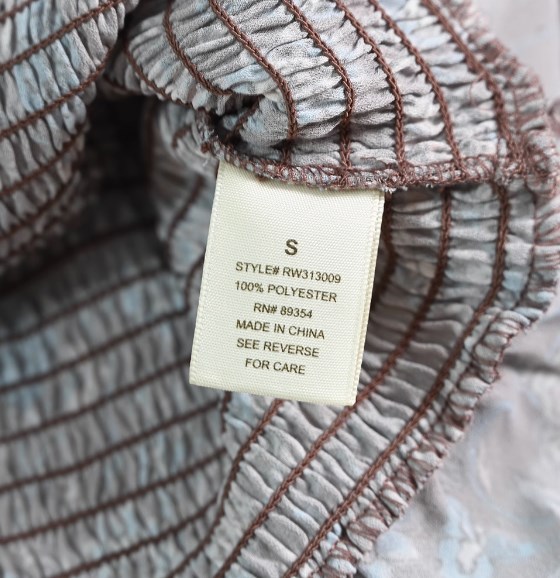 S
STYLE# RW313009
100% POLYESTER
RN# 89354
MADE IN CHINA
SEE REVERSE
FOR CARE